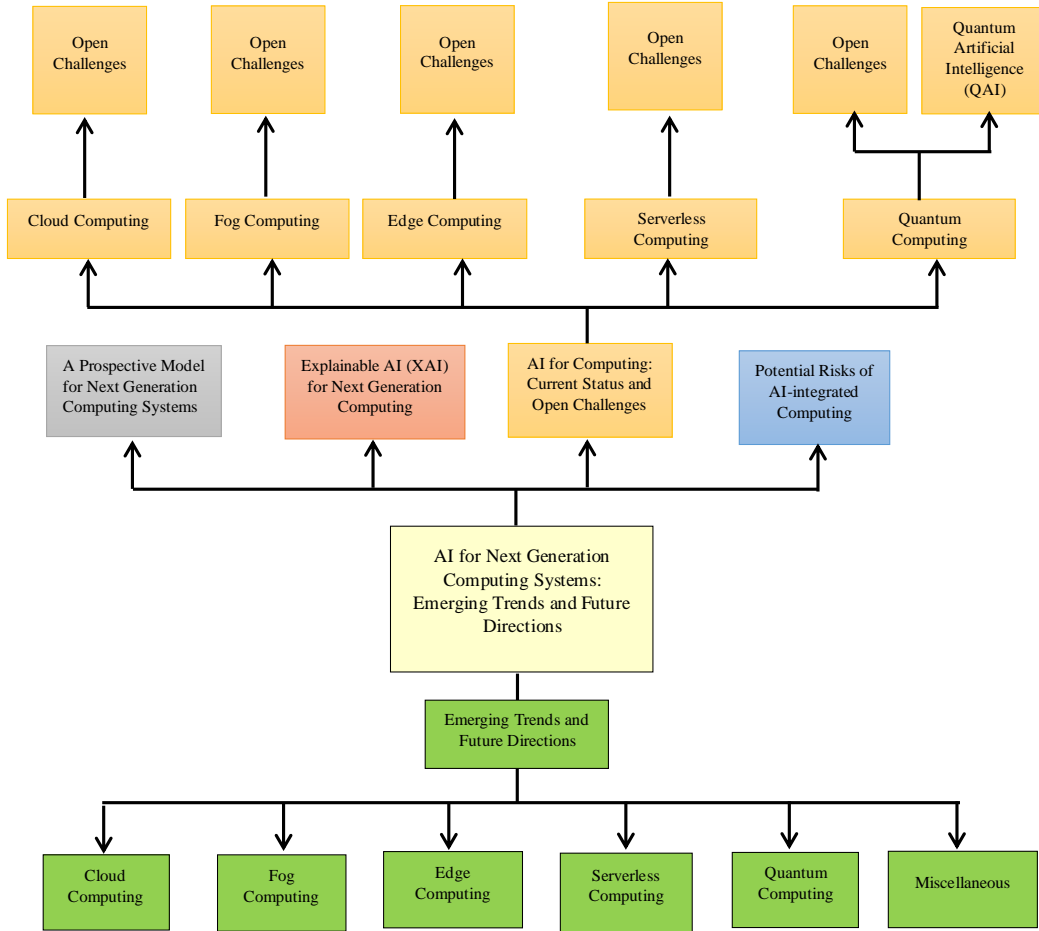 Open
Challenges
Open
Challenges
Open
Challenges
Open
Challenges
Open
Challenges
Quantum
Artificial
Intelligence
(QAI)
Cloud Computing
Fog Computing
Edge Computing
Serverless
Computing
Quantum
Computing
A Prospective Model
for Next Generation
Computing Systems
Explainable AI (XAI)
for Next Generation
Computing
AI for Computing:
Current Status and
Open Challenges
Potential Risks of
AI-integrated
Computing
AI for Next Generation
Computing Systems:
Emerging Trends and Future
Directions
Emerging Trends and
Future Directions
Cloud
Computing
Fog
Computing
Edge
Computing
Serverless
Computing
Quantum
Computing
Miscellaneous